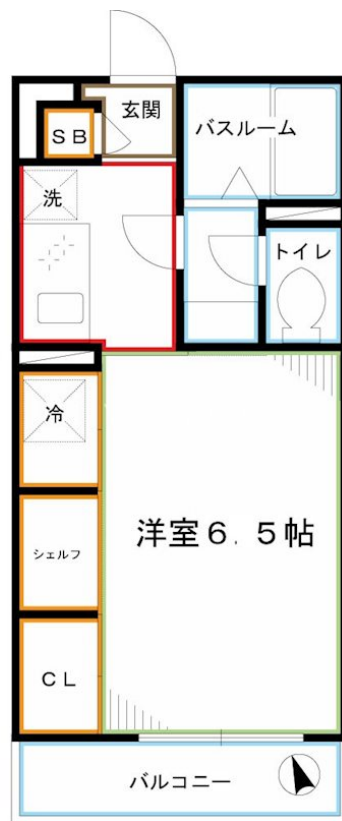 玄関
SB
バスルーム
洗
トイレ
冷
洋室6.5帖
シェルフ
CL
バルコニー